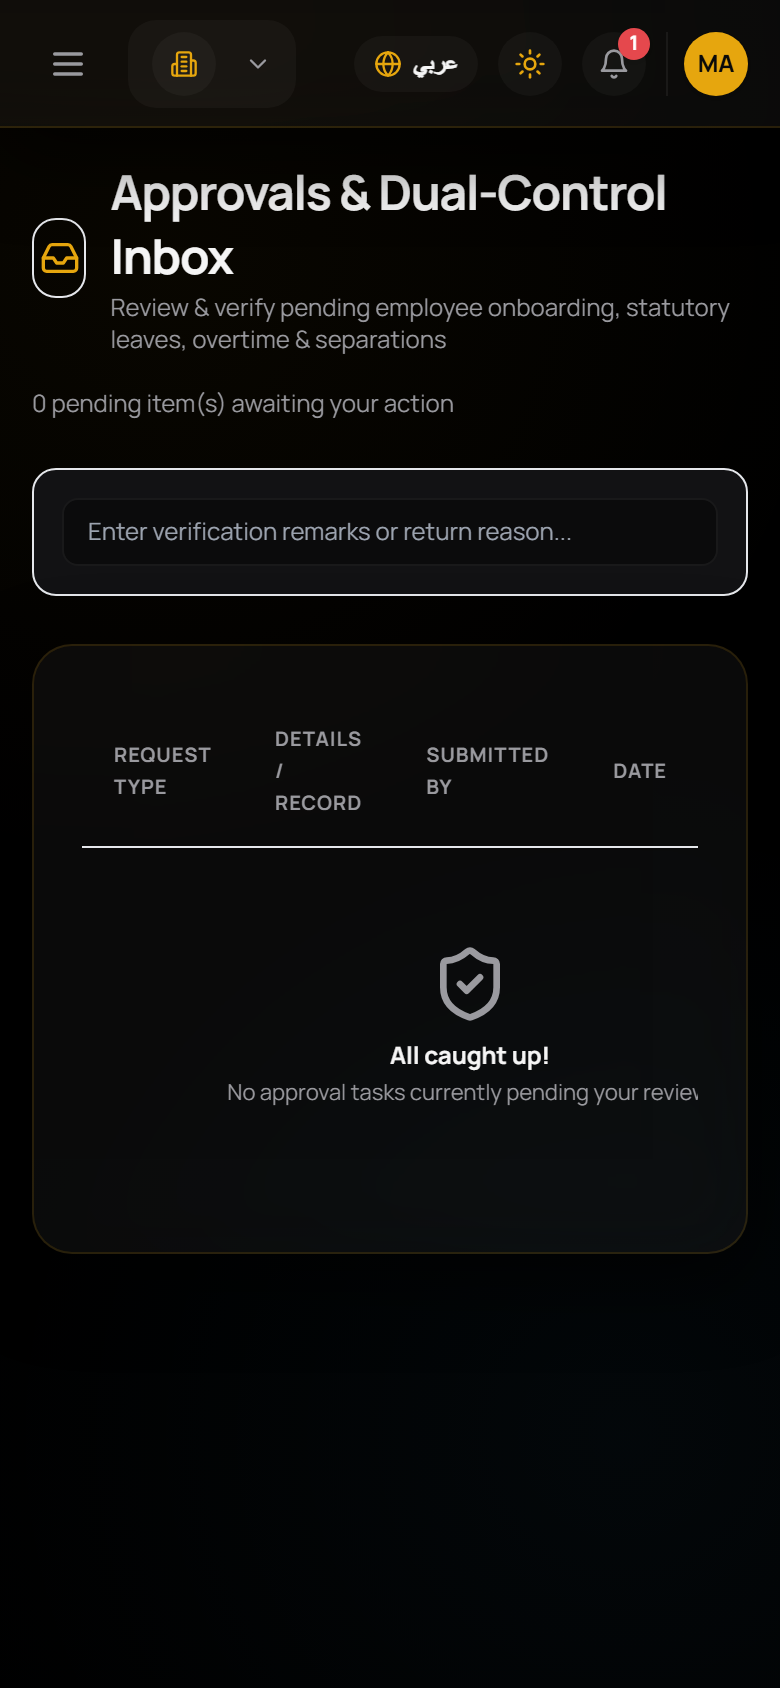 عربي
1
MA
Approvals & Dual-Control
Inbox
Review & verify pending employee onboarding, statutory
leaves, overtime & separations
0 pending item(s) awaiting your action
Enter verification remarks or return reason...
REQUEST
TYPE
DETAILS
/
RECORD
SUBMITTED
BY
DATE
All caught up!
No approval tasks currently pending your review